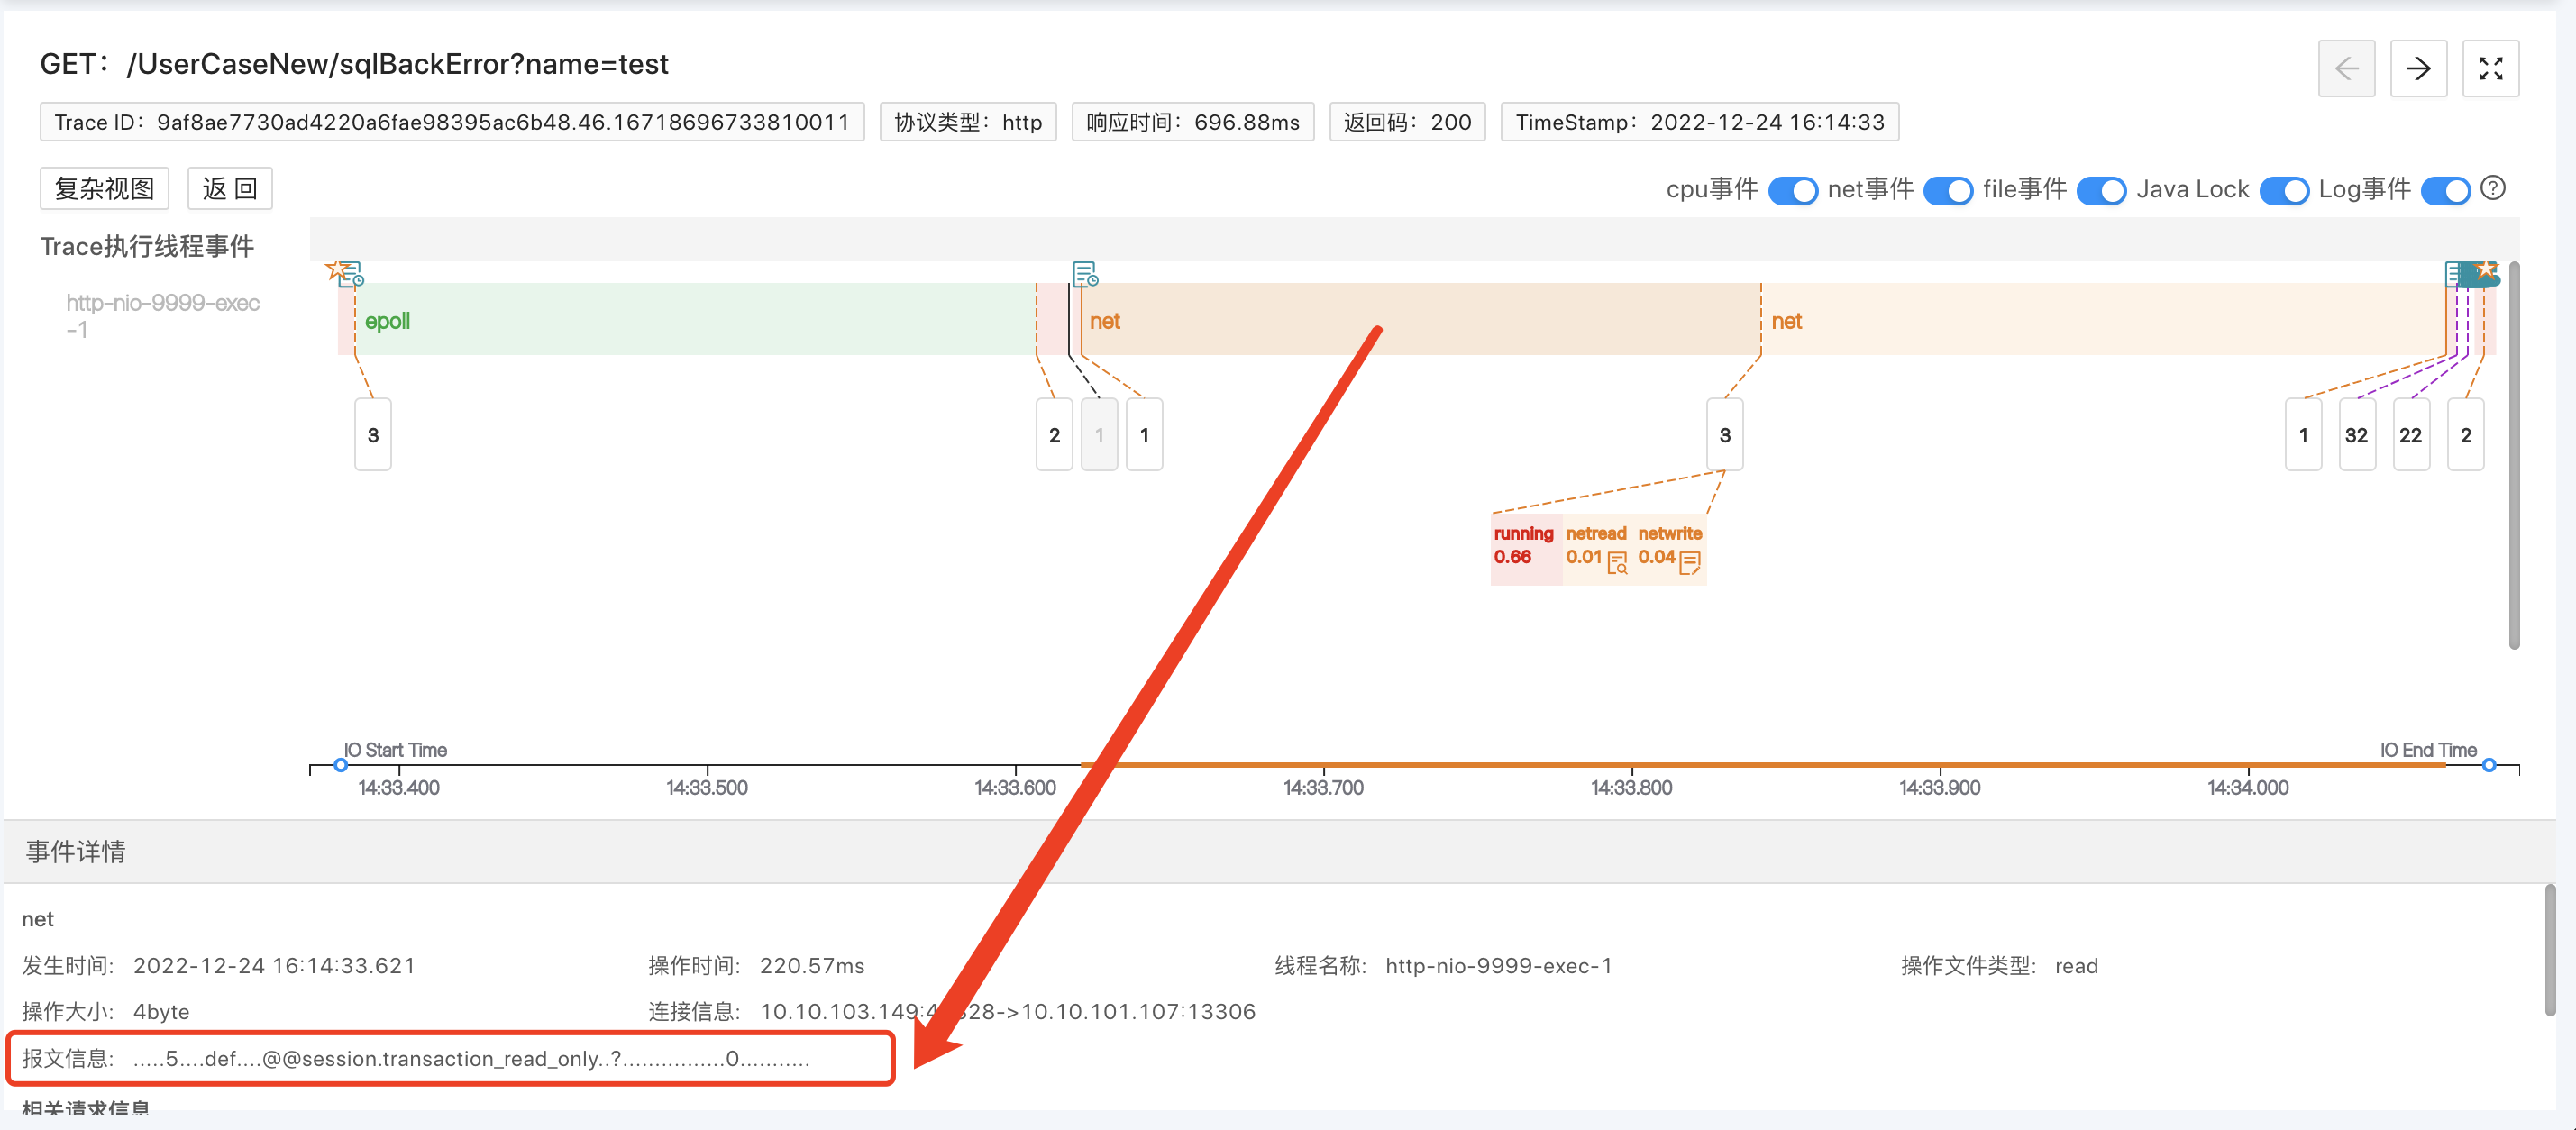 GET：/UserCaseNew/sqlBackError?name=test
Trace ID：9af8ae7730ad4220a6fae98395ac6b48.46.16718696733810011 协议类型：http 响应时间：696.88ms 返回码：200 TimeStamp：2022-12-24 16:14:33
复杂视图 返 回 cpu事件 net事件 file事件 Java Lock Log事件
Trace执行线程事件
http-nio-9999-exec
-1
epoll net net
3 2 1 1 3 1 32 22 2
running netread netwrite
0.66 0.01 0.04
IO Start Time IO End Time
14:33.400 14:33.500 14:33.600 14:33.700 14:33.800 14:33.900 14:34.000
事件详情
net
发生时间: 2022-12-24 16:14:33.621 操作时间: 220.57ms 线程名称: http-nio-9999-exec-1 操作文件类型: read
操作大小: 4byte 连接信息: 10.10.103.149:4 328->10.10.101.107:13306
报文信息: .....5....def....@@session.transaction_read_only..?................0...........
相关请求信息